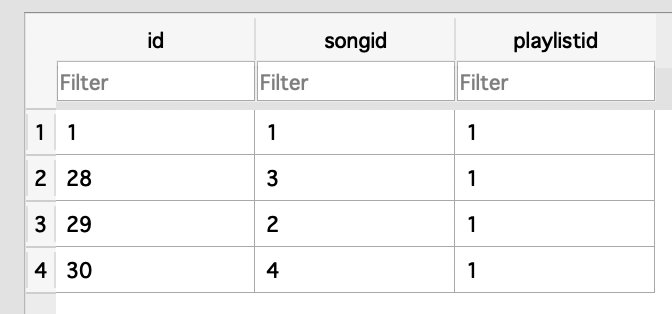 id songid playlistid
Filter Filter Filter
1 1 1 1
2 28 3 1
3 29 2 1
4 30 4 1